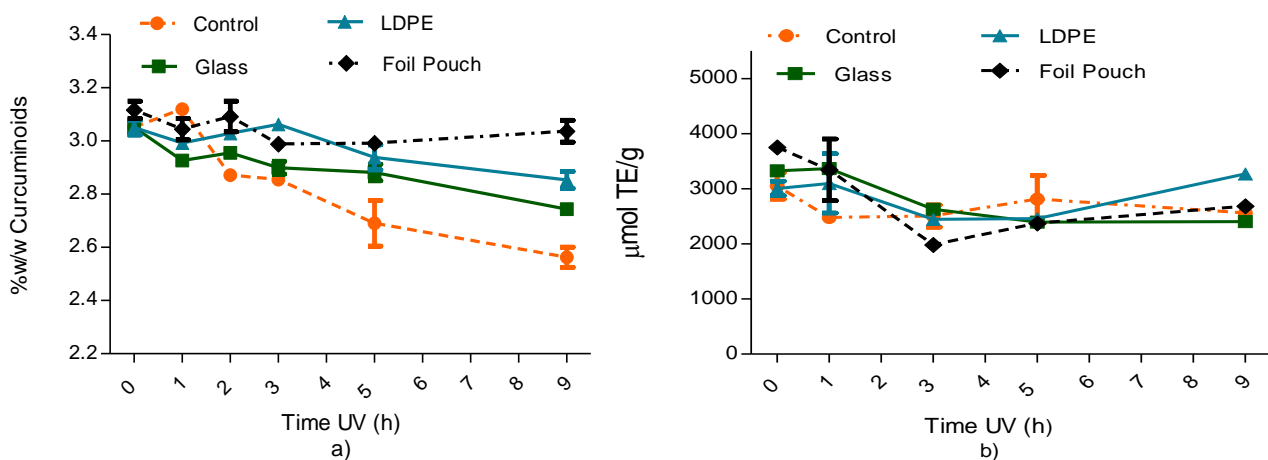 Control
LDPE
Glass
Foil Pouch
3.4
3.2
3.0
2.8
2.6
2.4
2.2
%w/w Curcuminoids
0 1 2 3 4 5 6 7 8 9
Time UV (h)
a)
Control
LDPE
Glass
Foil Pouch
5000
4000
3000
2000
1000
0
µmol TE/g
0 1 2 3 4 5 6 7 8 9
Time UV (h)
b)